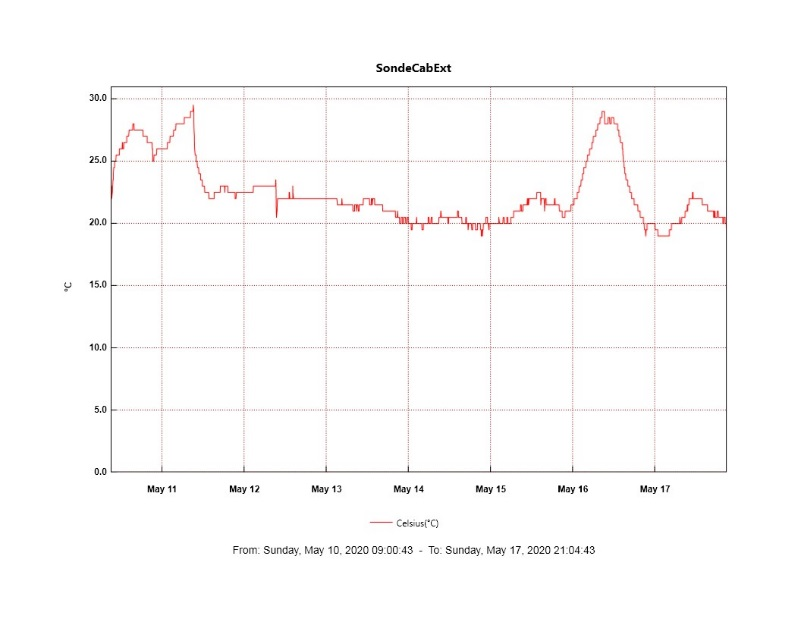 SondeCabExt
30.0
25.0
20.0
15.0
10.0
5.0
0.0
°C
May 11 May 12 May 13 May 14 May 15 May 16 May 17
Celsius(°C)
From: Sunday, May 10, 2020 09:00:43 - To: Sunday, May 17, 2020 21:04:43